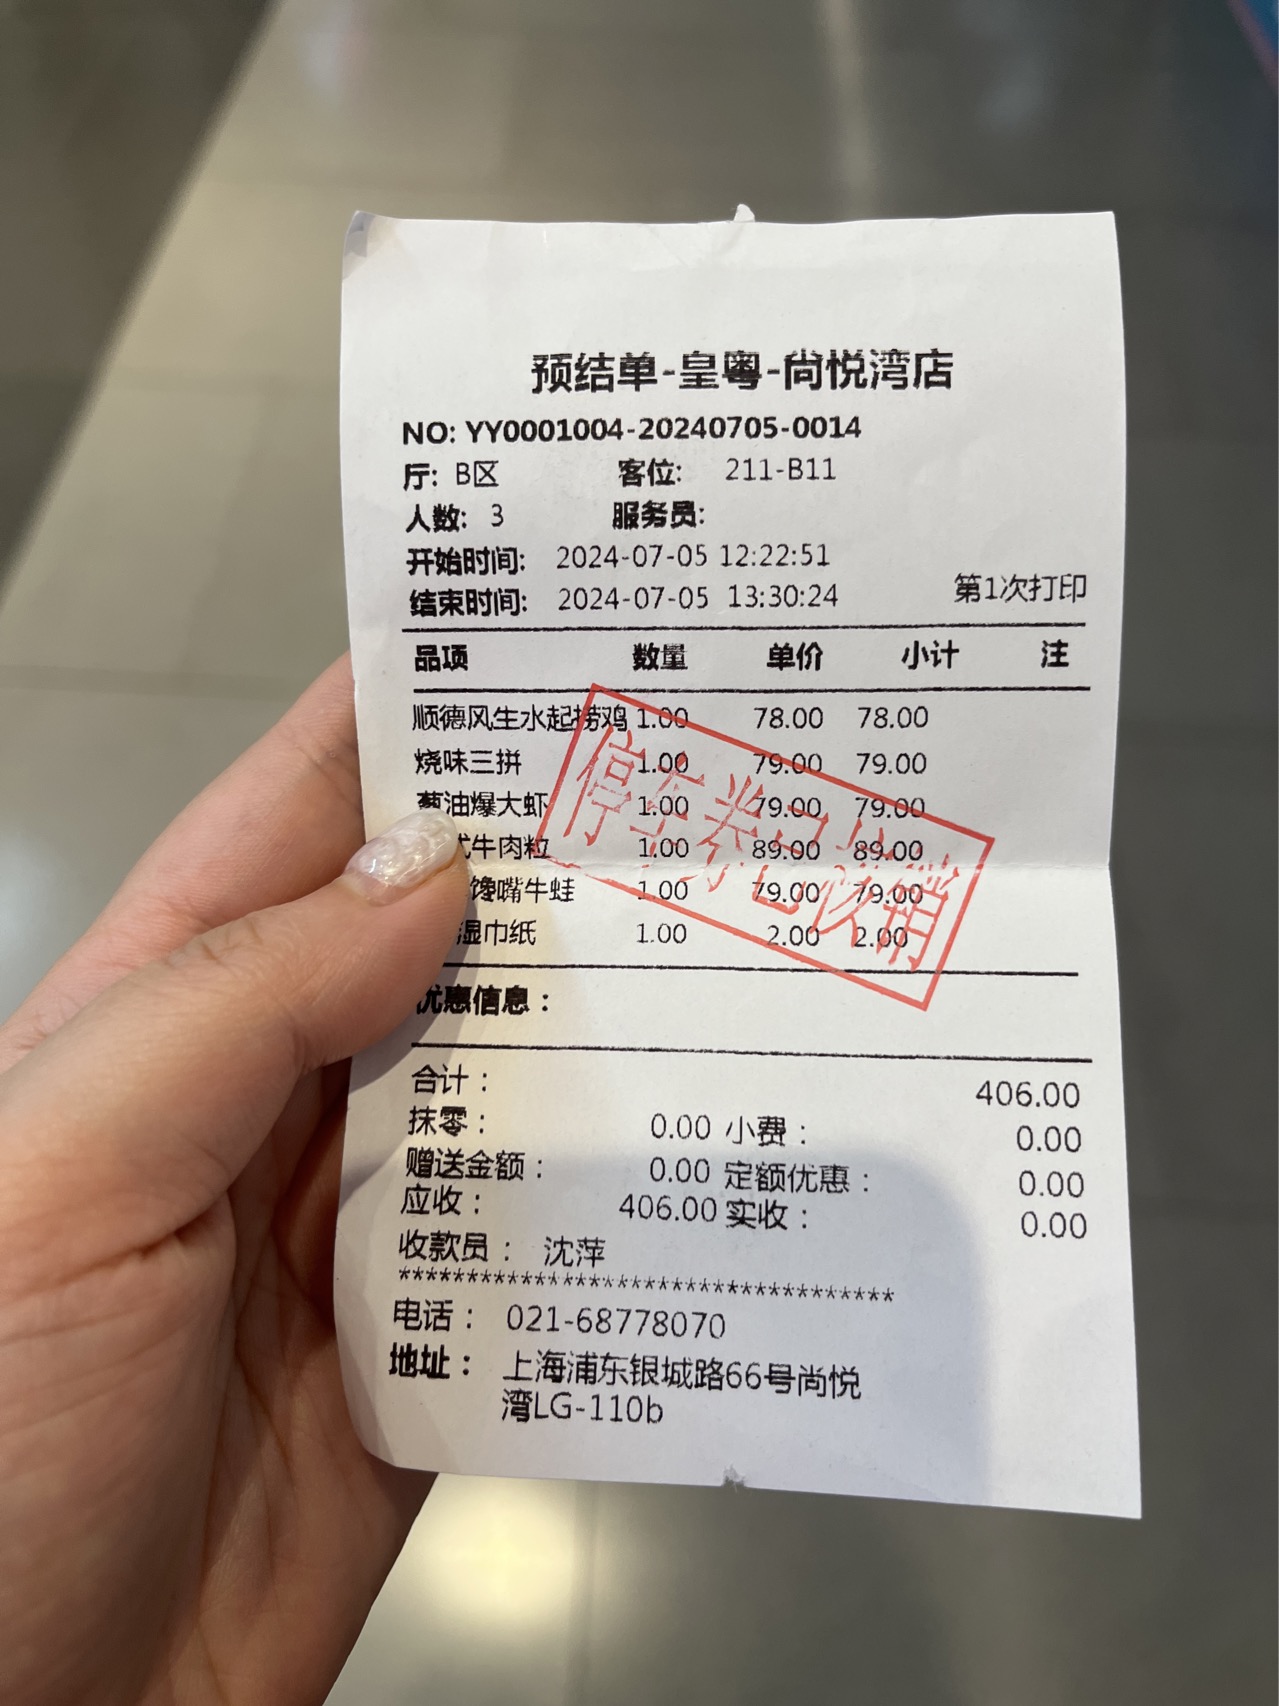 预结单-皇粤-尚悦湾店
NO: YY0001004-20240705-0014
厅: B区 客位: 211-B11
人数: 3 服务员:
开始时间: 2024-07-05 12:22:51
结束时间: 2024-07-05 13:30:24 第1次打印
品项 数量 单价 小计 注
顺德风生水起捞鸡 1.00 78.00 78.00
烧味三拼 1.00 79.00 79.00
葱油爆大虾 1.00 79.00 79.00
式牛肉粒 1.00 89.00 89.00
馋嘴牛蛙 1.00 79.00 79.00
湿巾纸 1.00 2.00 2.00
停车券已核销
优惠信息：
合计： 406.00
抹零： 0.00 小费： 0.00
赠送金额： 0.00 定额优惠： 0.00
应收： 406.00 实收： 0.00
收款员： 沈萍
*************************************
电话： 021-68778070
地址： 上海浦东银城路66号尚悦
湾LG-110b